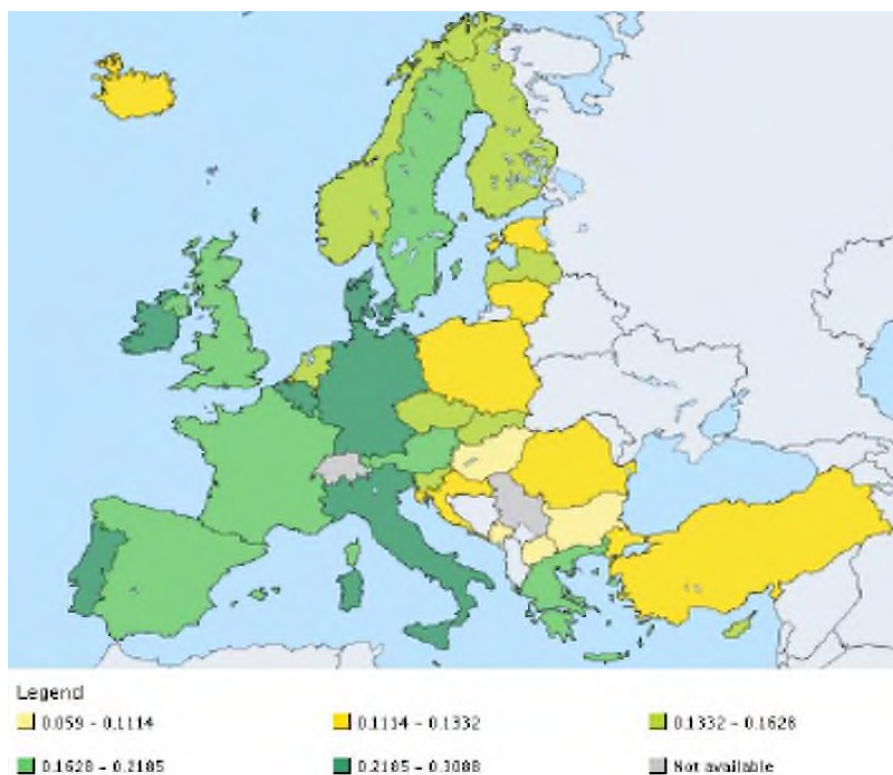 Legend
0.059 - 0.1114
0.1114 - 0.1332
0.1332 - 0.1628
0.1628 - 0.2185
0.2185 - 0.3088
Not available